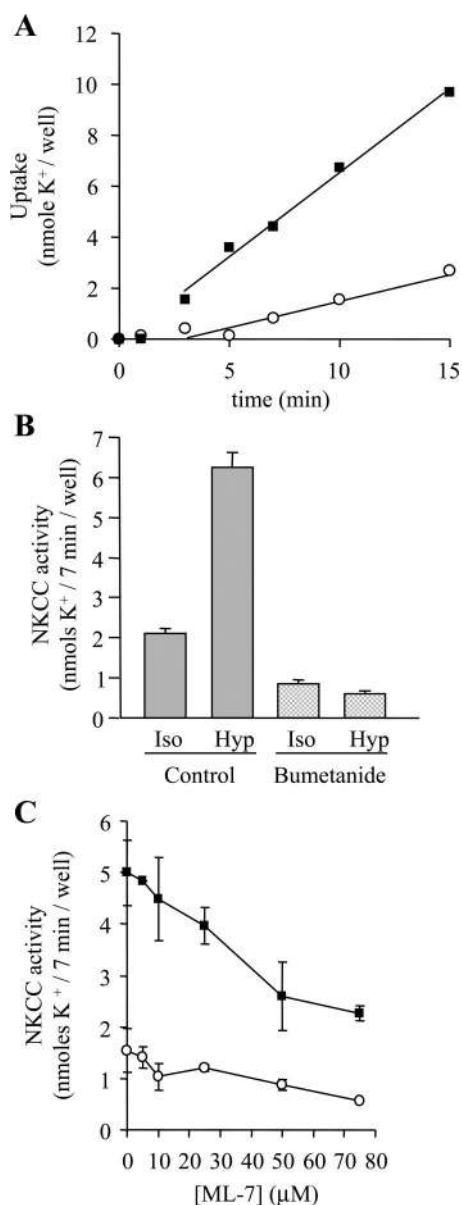 A
Uptake
(nmole K⁺ / well)
12
10
8
6
4
2
0
0
5
10
15
time (min)
B
NKCC activity
(nmols K⁺ / 7 min / well)
7
6
5
4
3
2
1
0
Iso Hyp Iso Hyp
Control Bumetanide
C
NKCC activity
(nmoles K⁺ / 7 min / well)
6
5
4
3
2
1
0
0 10 20 30 40 50 60 70 80
[ML-7] (μM)